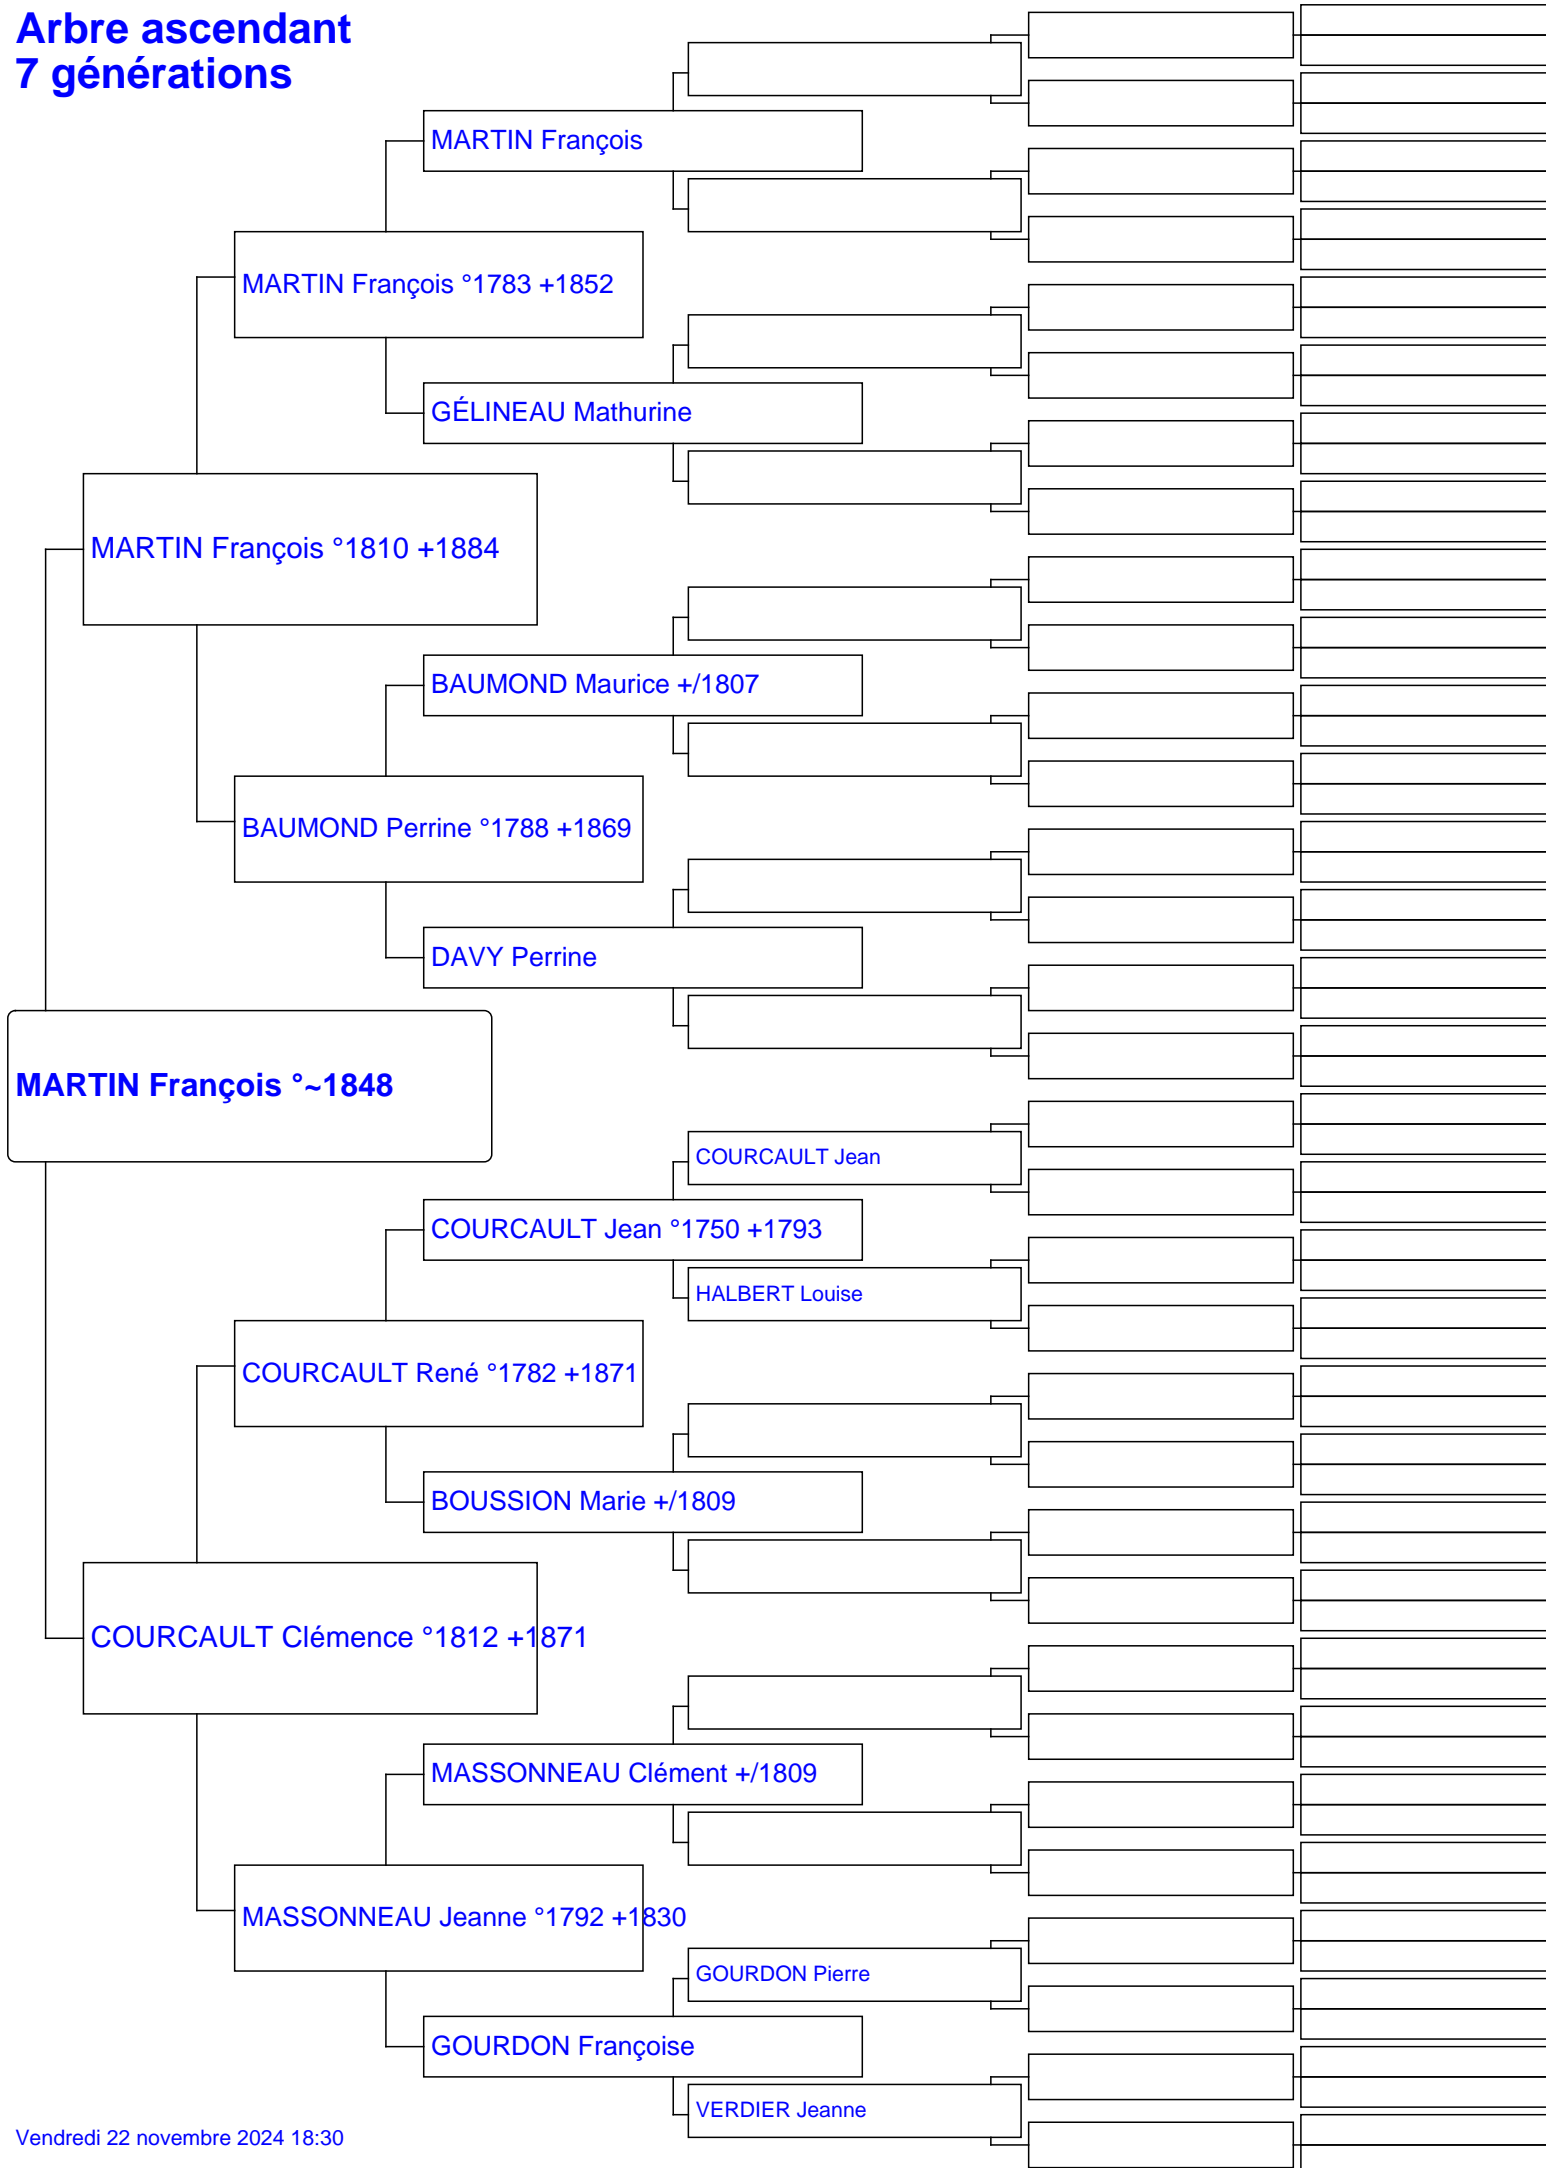 Arbre ascendant
7 générations
MARTIN François
MARTIN François °1783 +1852
GÉLINEAU Mathurine
MARTIN François °1810 +1884
BAUMOND Maurice +/1807
BAUMOND Perrine °1788 +1869
DAVY Perrine
MARTIN François °~1848
COURCAULT Jean
COURCAULT Jean °1750 +1793
HALBERT Louise
COURCAULT René °1782 +1871
BOUSSION Marie +/1809
COURCAULT Clémence °1812 +1871
MASSONNEAU Clément +/1809
MASSONNEAU Jeanne °1792 +1830
GOURDON Pierre
GOURDON Françoise
VERDIER Jeanne
Vendredi 22 novembre 2024 18:30